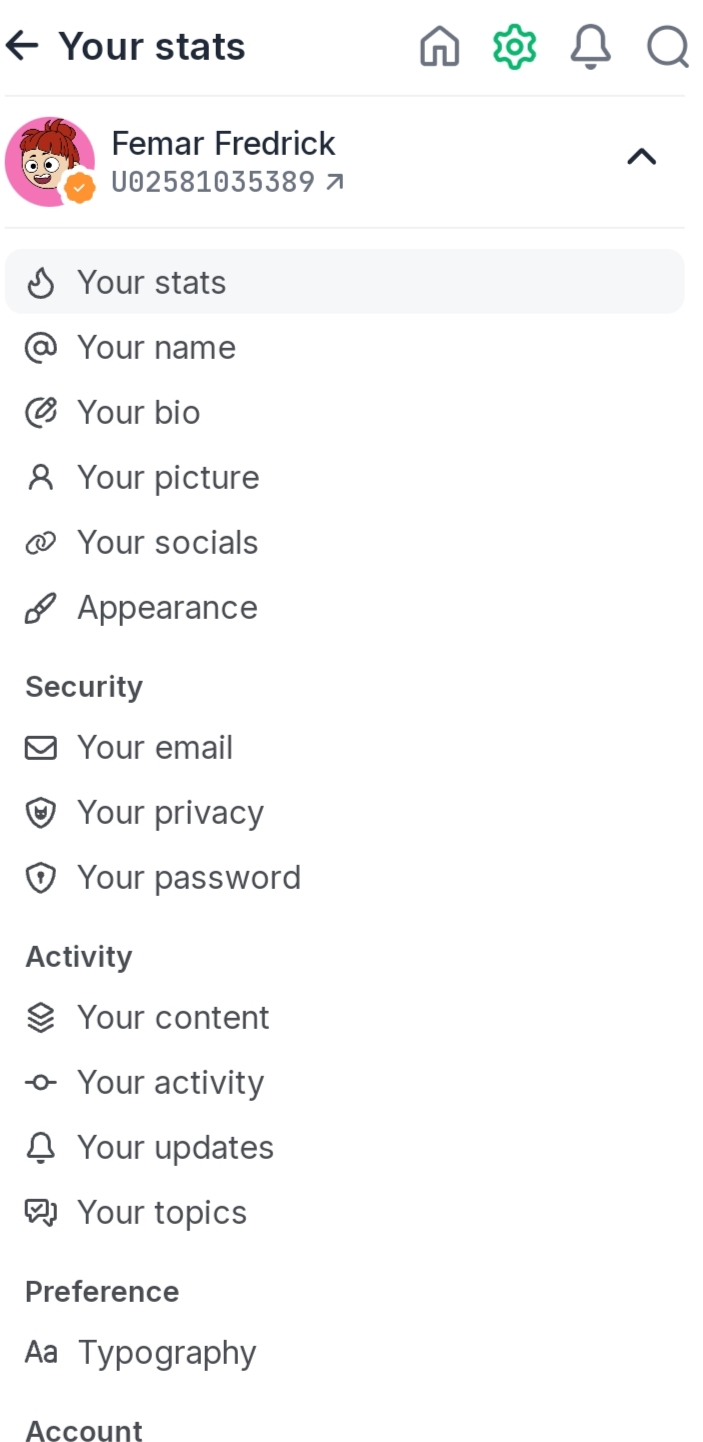 Your stats
Femar Fredrick
U02581035389
Your stats
Your name
Your bio
Your picture
Your socials
Appearance
Security
Your email
Your privacy
Your password
Activity
Your content
Your activity
Your updates
Your topics
Preference
Aa Typography
Account